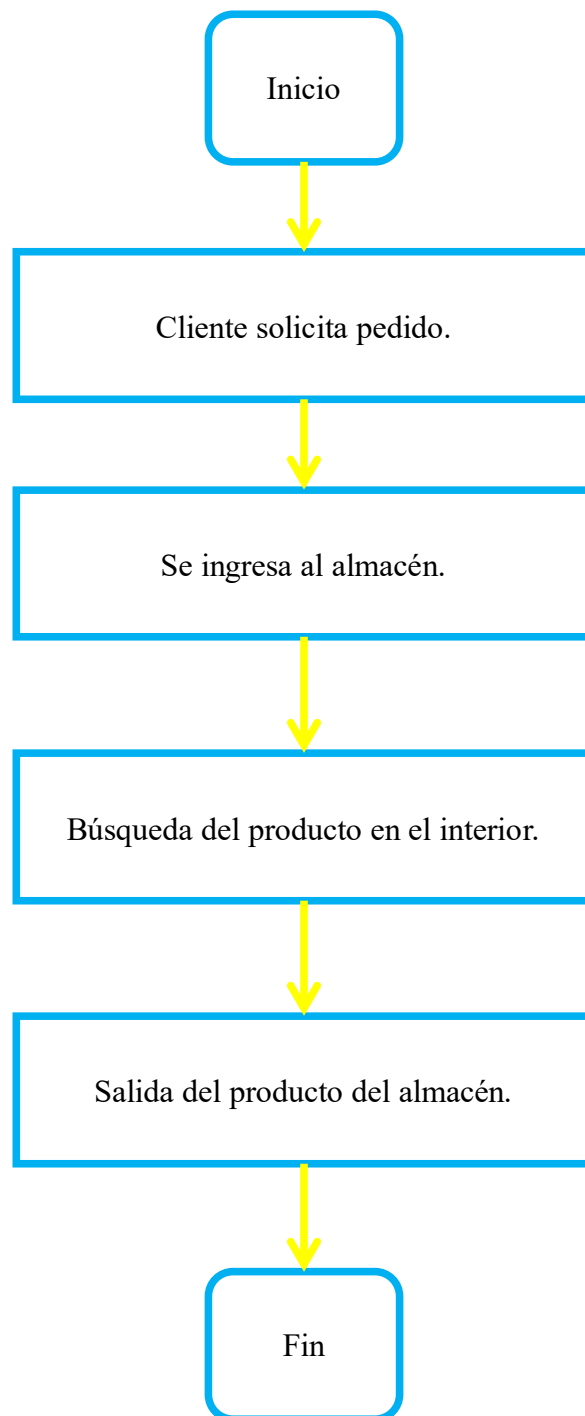 Inicio
Cliente solicita pedido.
Se ingresa al almacén.
Búsqueda del producto en el interior.
Salida del producto del almacén.
Fin